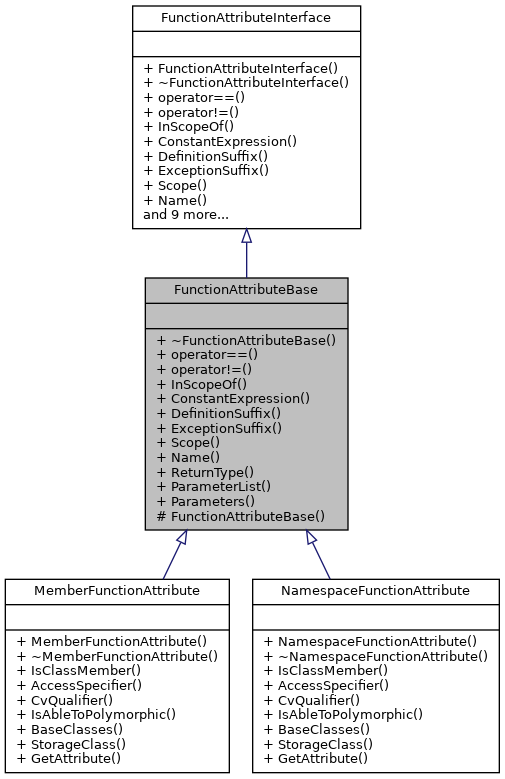 FunctionAttributeInterface
+ FunctionAttributeInterface()
+ ~FunctionAttributeInterface()
+ operator==()
+ operator!=()
+ InScopeOf()
+ ConstantExpression()
+ DefinitionSuffix()
+ ExceptionSuffix()
+ Scope()
+ Name()
and 9 more...
FunctionAttributeBase
+ ~FunctionAttributeBase()
+ operator==()
+ operator!=()
+ InScopeOf()
+ ConstantExpression()
+ DefinitionSuffix()
+ ExceptionSuffix()
+ Scope()
+ Name()
+ ReturnType()
+ ParameterList()
+ Parameters()
# FunctionAttributeBase()
MemberFunctionAttribute
+ MemberFunctionAttribute()
+ ~MemberFunctionAttribute()
+ IsClassMember()
+ AccessSpecifier()
+ CvQualifier()
+ IsAbleToPolymorphic()
+ BaseClasses()
+ StorageClass()
+ GetAttribute()
NamespaceFunctionAttribute
+ NamespaceFunctionAttribute()
+ ~NamespaceFunctionAttribute()
+ IsClassMember()
+ AccessSpecifier()
+ CvQualifier()
+ IsAbleToPolymorphic()
+ BaseClasses()
+ StorageClass()
+ GetAttribute()